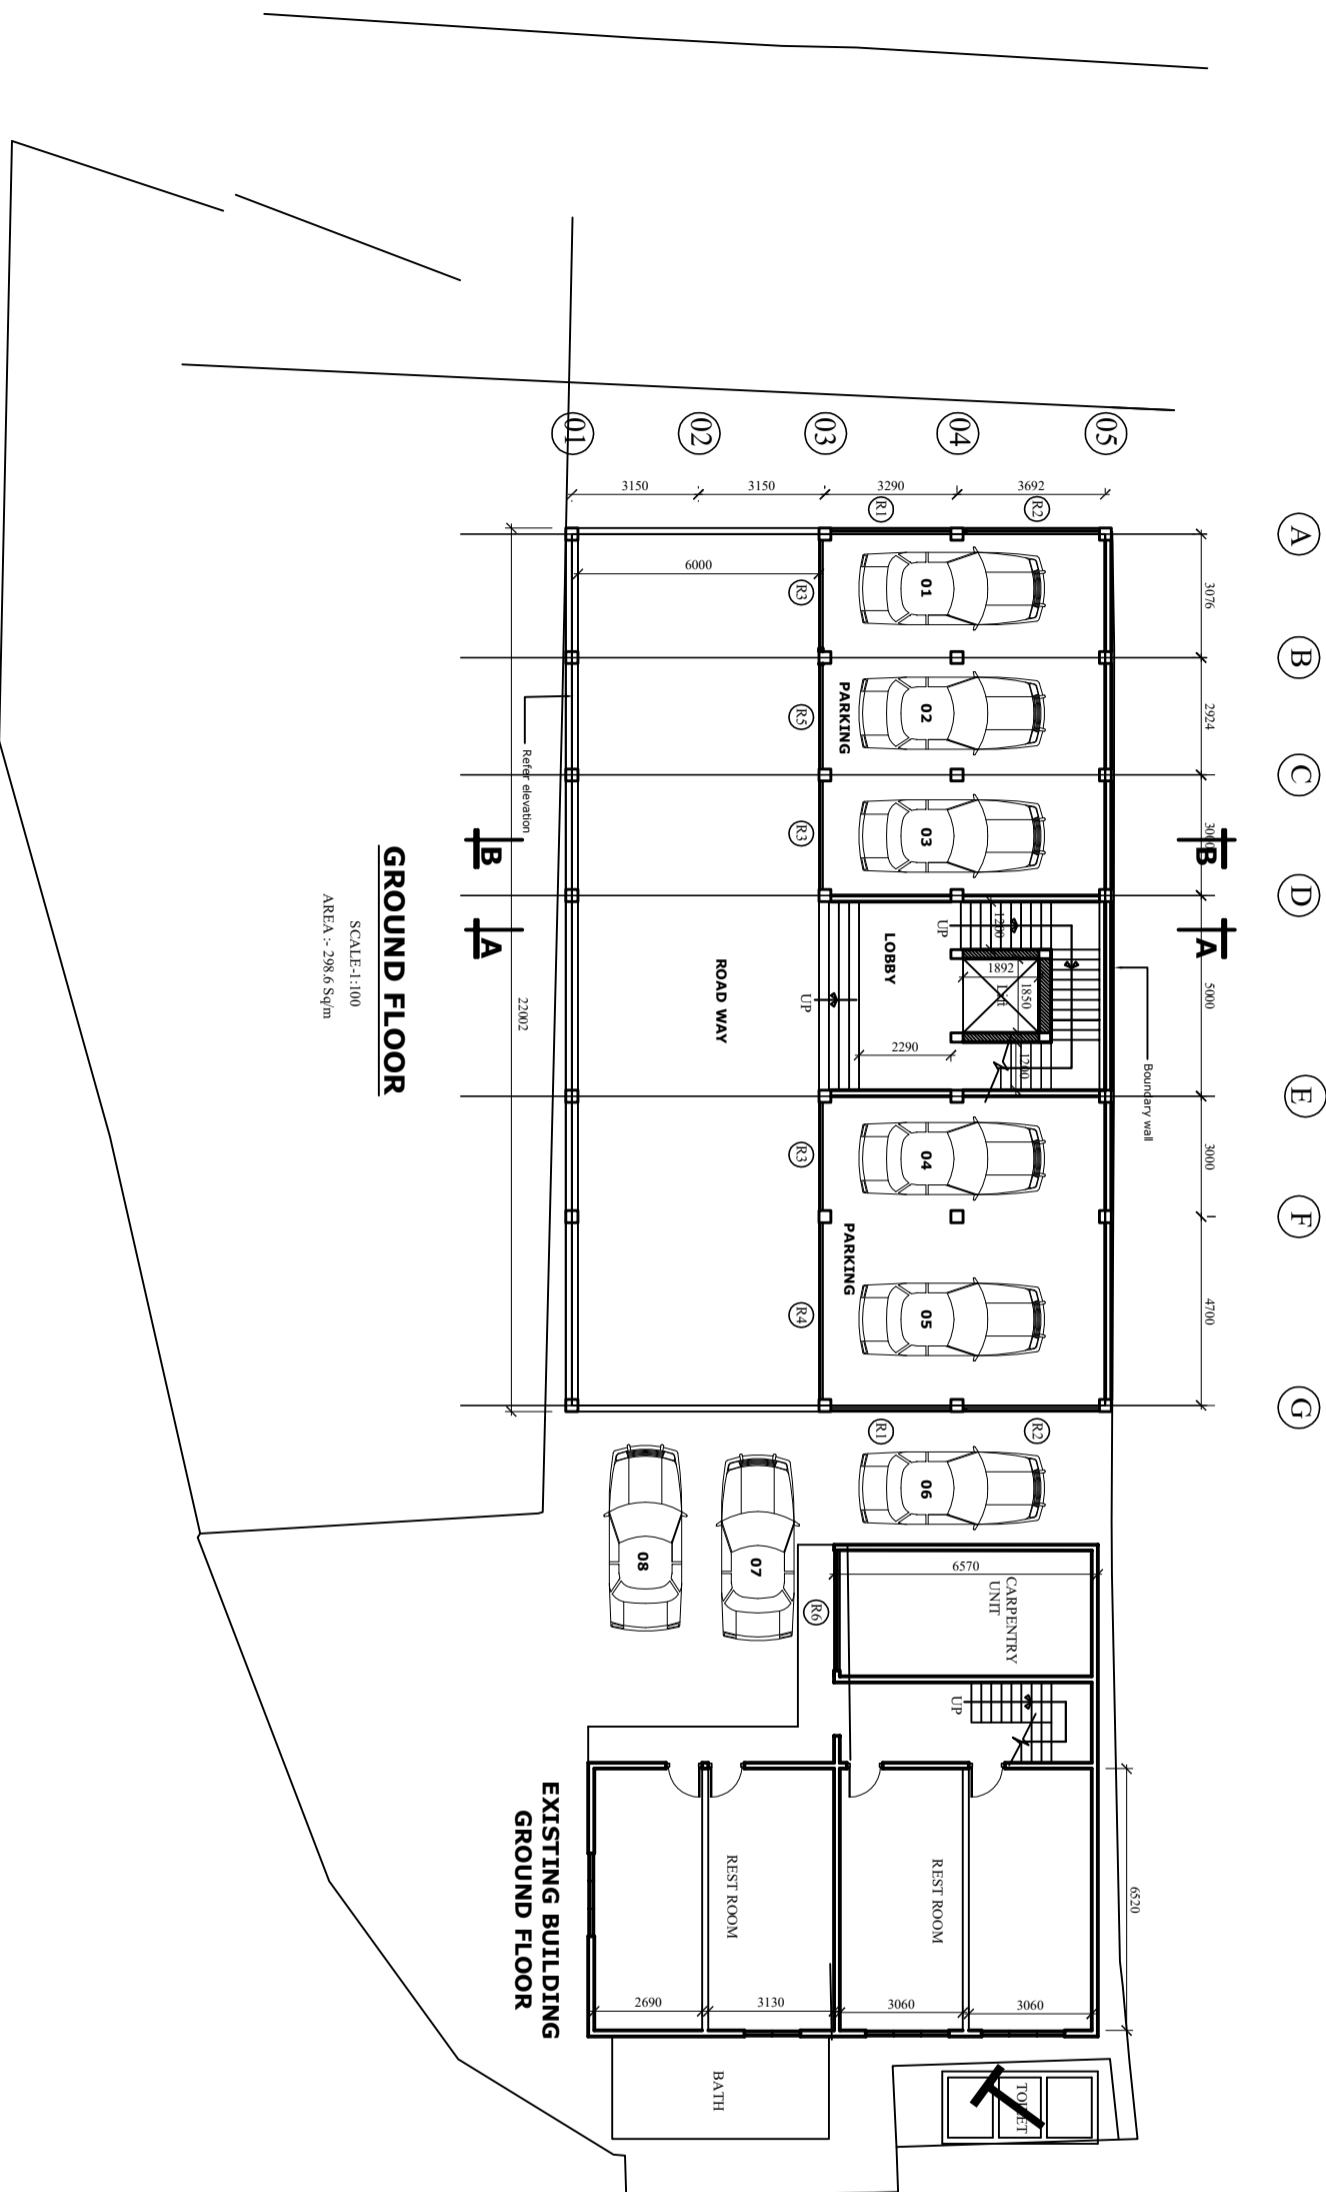 A
B
C
D
E
F
G
3076
2924
3000
5000
3000
4700
B
A
B
A
05
04
03
02
01
3692
3290
3150
3150
R2
R1
6000
01
02
03
04
05
06
07
08
PARKING
PARKING
R3
R5
R3
R3
R4
R2
R1
Boundary wall
UP
1200
1892
1850
Lift
1200
LOBBY
2290
UP
ROAD WAY
Refer elevation
22002
GROUND FLOOR
SCALE-1:100
AREA :- 298.6 Sq/m
6570
CARPENTRY
UNIT
R6
UP
6520
REST ROOM
REST ROOM
3060
3060
3130
2690
TOILET
BATH
EXISTING BUILDING
GROUND FLOOR